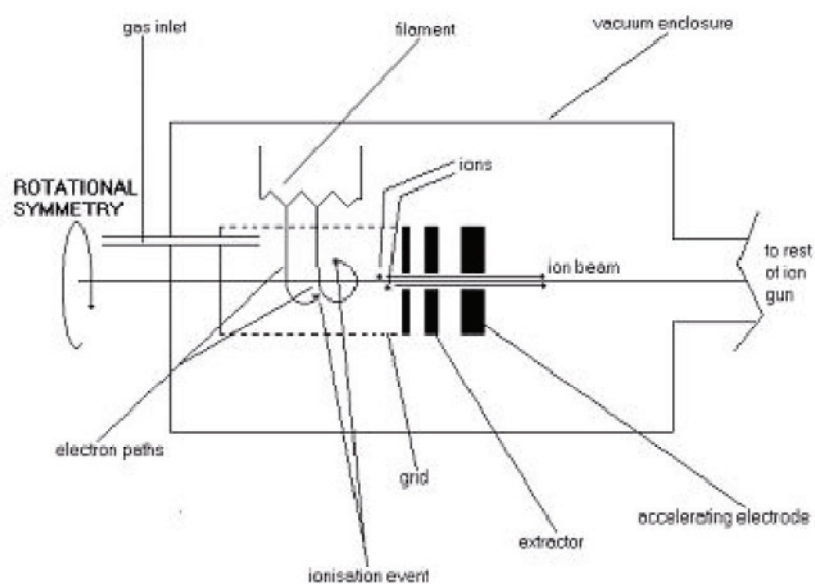 gas inlet
filament
vacuum enclosure
ions
ROTATIONAL
SYMMETRY
ion beam
to rest
of ion
gun
electron paths
grid
accelerating electrode
extractor
ionisation event